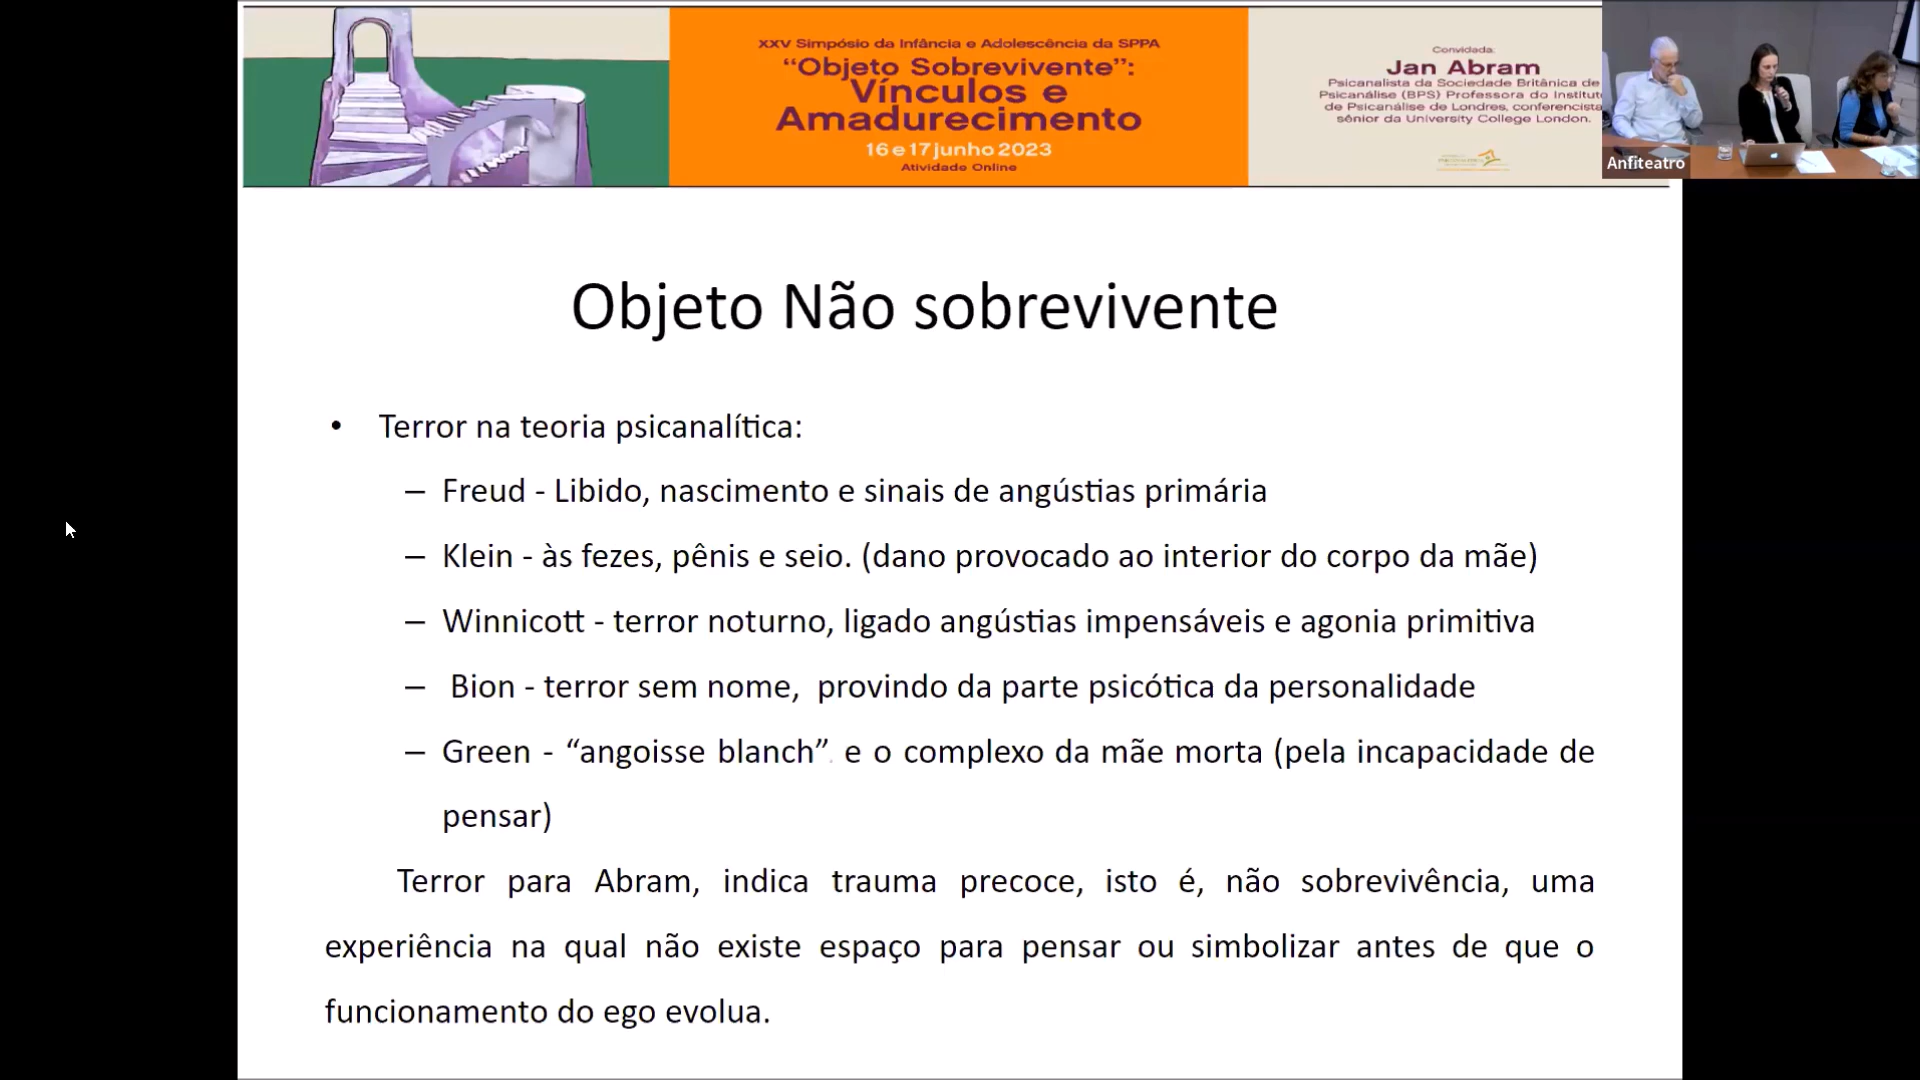 XXV Simpósio da Infância e Adolescência da SPPA
“Objeto Sobrevivente”:
Vínculos e
Amadurecimento
16 e 17 junho 2023
Atividade Online
Convidada:
Jan Abram
Psicanalista da Sociedade Britânica de
Psicanálise (BPS) Professora do Institut
de Psicanálise de Londres, conferencista
sênior da University College London.
Anfiteatro
Objeto Não sobrevivente
• Terror na teoria psicanalítica:
– Freud - Libido, nascimento e sinais de angústias primária
– Klein - às fezes, pênis e seio. (dano provocado ao interior do corpo da mãe)
– Winnicott - terror noturno, ligado angústias impensáveis e agonia primitiva
– Bion - terror sem nome, provindo da parte psicótica da personalidade
– Green - “angoisse blanch” e o complexo da mãe morta (pela incapacidade de
pensar)
Terror para Abram, indica trauma precoce, isto é, não sobrevivência, uma
experiência na qual não existe espaço para pensar ou simbolizar antes de que o
funcionamento do ego evolua.